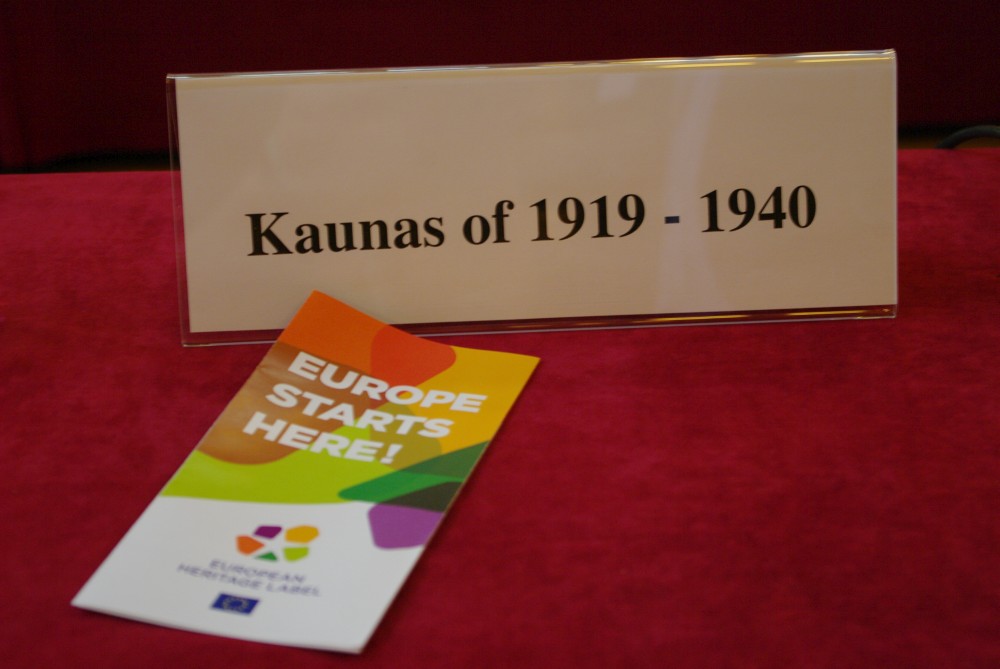 Kaunas of 1919 - 1940
EUROPE
STARTS
HERE!
EUROPEAN
HERITAGE LABEL